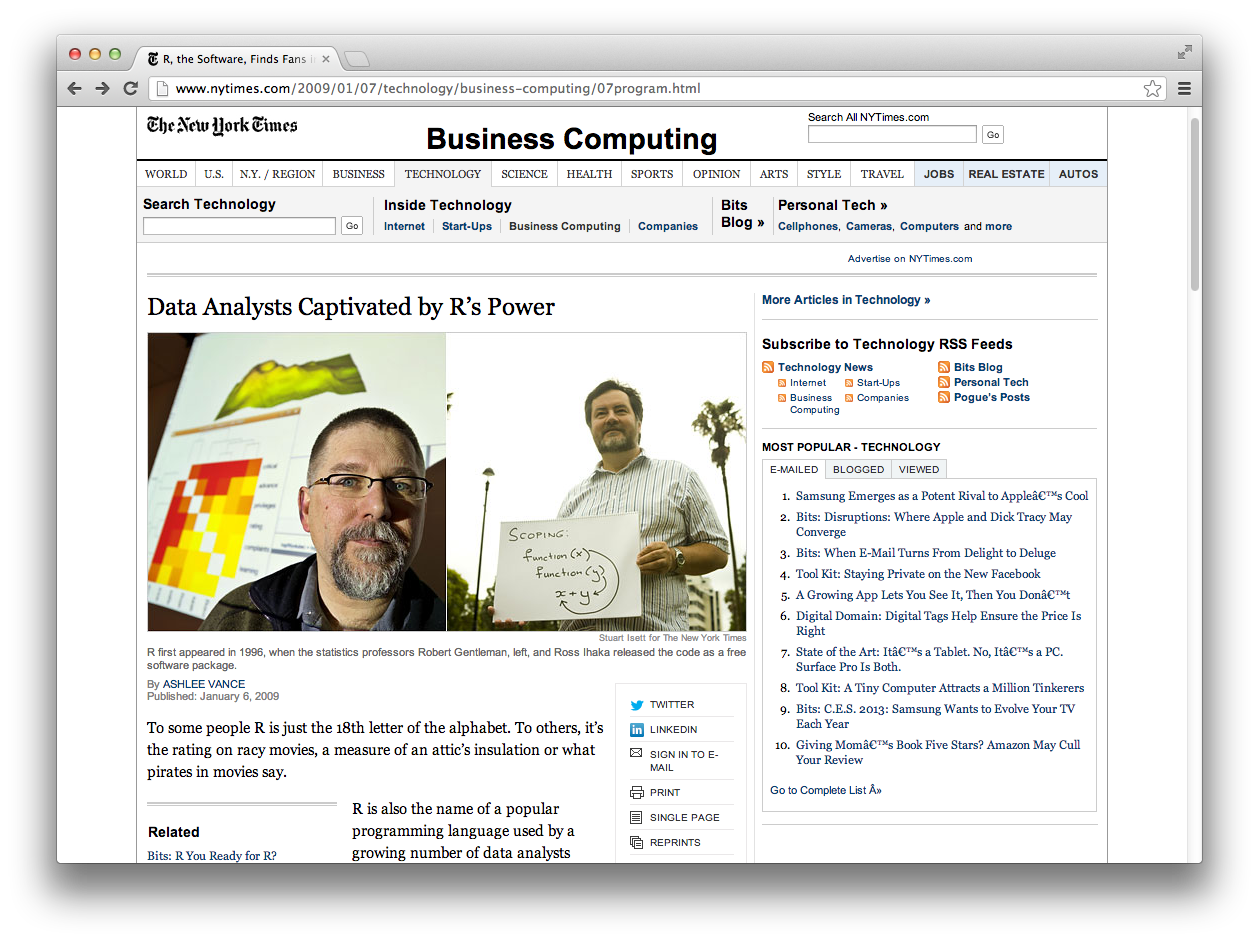 R, the Software, Finds Fans i
www.nytimes.com/2009/01/07/technology/business-computing/07program.html
The New York Times
Business Computing
Search All NYTimes.com
Go
WORLD U.S. N.Y. / REGION BUSINESS TECHNOLOGY SCIENCE HEALTH SPORTS OPINION ARTS STYLE TRAVEL JOBS REAL ESTATE AUTOS
Search Technology
Go
Inside Technology
Internet Start-Ups Business Computing Companies
Bits
Blog »
Personal Tech »
Cellphones, Cameras, Computers and more
Advertise on NYTimes.com
Data Analysts Captivated by R’s Power
critical
advance
privileges
rating
complaints
learning
SCOPING:
function(x)
function(y)
x+y
Stuart Isett for The New York Times
R first appeared in 1996, when the statistics professors Robert Gentleman, left, and Ross Ihaka released the code as a free
software package.
By ASHLEE VANCE
Published: January 6, 2009
To some people R is just the 18th letter of the alphabet. To others, it’s
the rating on racy movies, a measure of an attic’s insulation or what
pirates in movies say.
Related
Bits: R You Ready for R?
R is also the name of a popular
programming language used by a
growing number of data analysts
TWITTER
LINKEDIN
SIGN IN TO E-
MAIL
PRINT
SINGLE PAGE
REPRINTS
More Articles in Technology »
Subscribe to Technology RSS Feeds
Technology News
Internet Start-Ups
Business Companies
Computing
Bits Blog
Personal Tech
Pogue's Posts
MOST POPULAR - TECHNOLOGY
E-MAILED BLOGGED VIEWED
1. Samsung Emerges as a Potent Rival to Appleâ€™s Cool
2. Bits: Disruptions: Where Apple and Dick Tracy May
Converge
3. Bits: When E-Mail Turns From Delight to Deluge
4. Tool Kit: Staying Private on the New Facebook
5. A Growing App Lets You See It, Then You Donâ€™t
6. Digital Domain: Digital Tags Help Ensure the Price Is
Right
7. State of the Art: Itâ€™s a Tablet. No, Itâ€™s a PC.
Surface Pro Is Both.
8. Tool Kit: A Tiny Computer Attracts a Million Tinkerers
9. Bits: C.E.S. 2013: Samsung Wants to Evolve Your TV
Each Year
10. Giving Momâ€™s Book Five Stars? Amazon May Cull
Your Review
Go to Complete List Â»